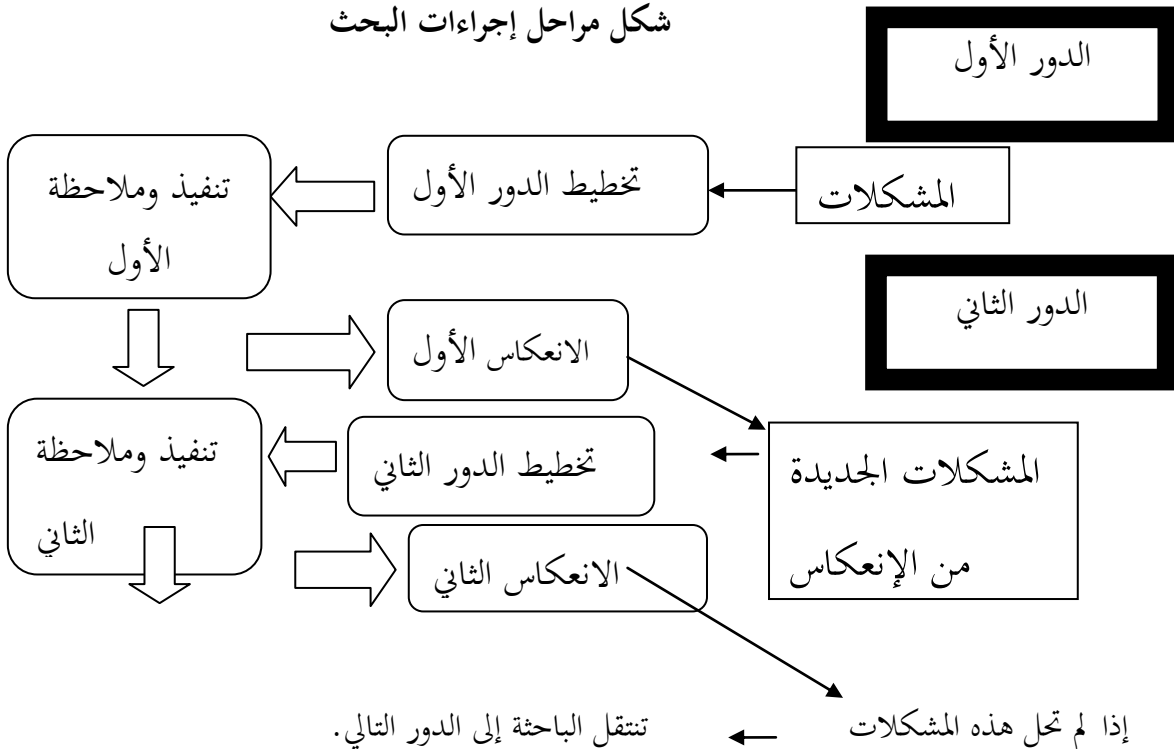 شكل مراحل إجراءات البحث
الدور الأول
المشكلات
تخطيط الدور الأول
تنفيذ وملاحظة
الأول
الدور الثاني
الانعكاس الأول
المشكلات الجديدة
من الإنعكاس
تخطيط الدور الثاني
تنفيذ وملاحظة
الثاني
الانعكاس الثاني
إذا لم تحل هذه المشكلات
تنتقل الباحثة إلى الدور التالي.